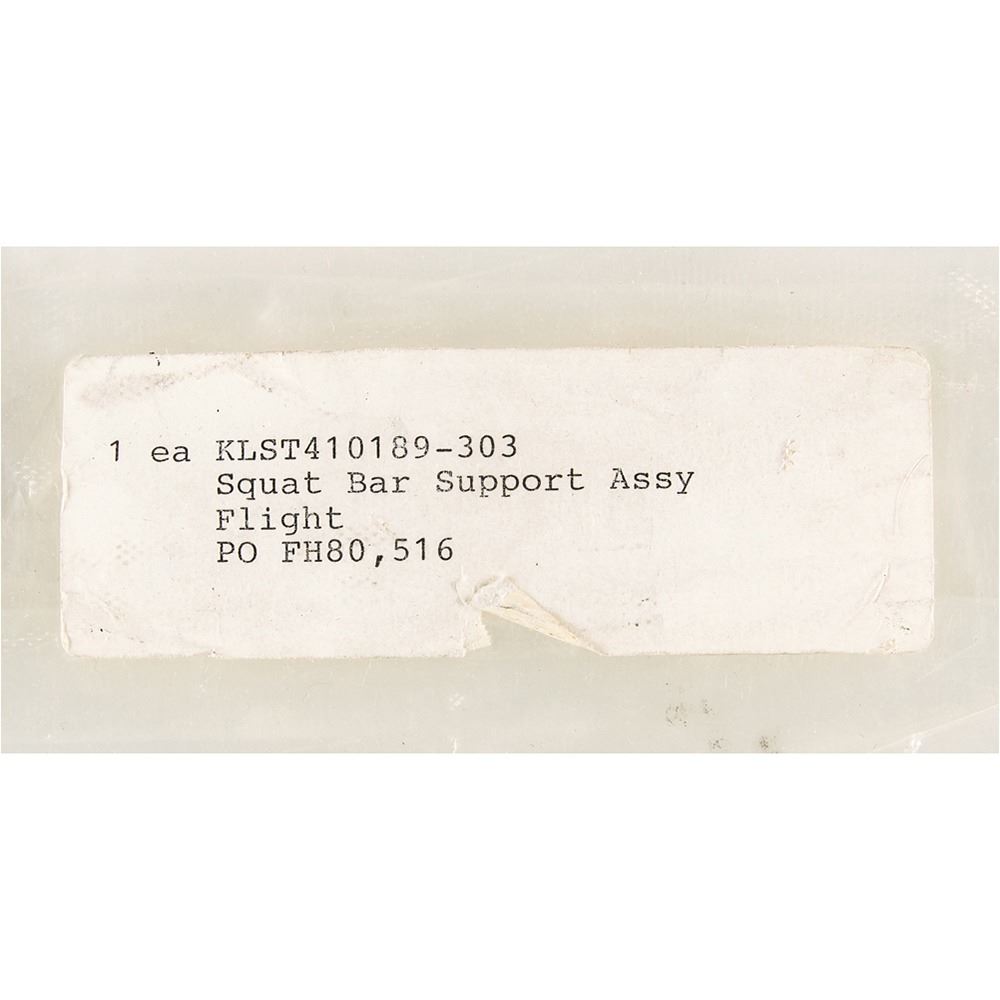 1 ea KLST410189-303
Squat Bar Support Assy
Flight
PO FH80,516